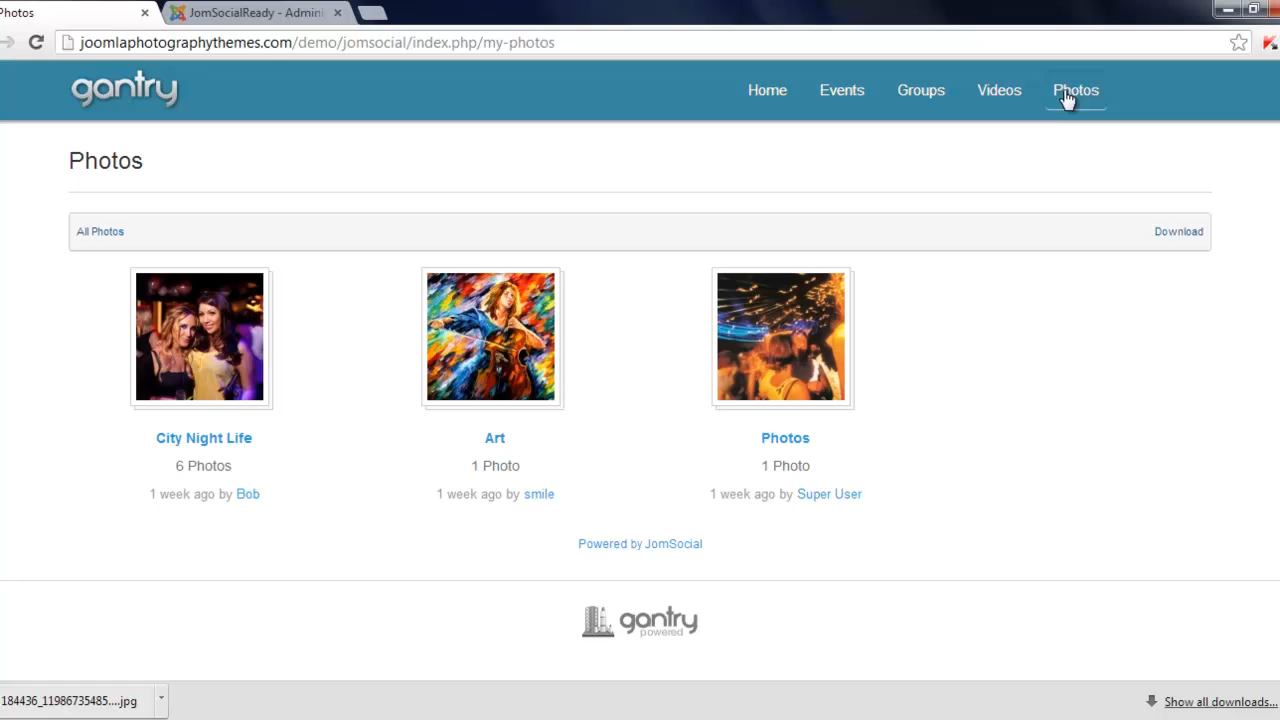 Photos
JomSocialReady - Admini
joomlaphotographythemes.com/demo/jomsocial/index.php/my-photos
gantry
Home Events Groups Videos Photos
Photos
All Photos Download
City Night Life Art Photos
6 Photos 1 Photo 1 Photo
1 week ago by Bob 1 week ago by smile 1 week ago by Super User
Powered by JomSocial
gantry
powered
184436_11986735485....jpg Show all downloads...